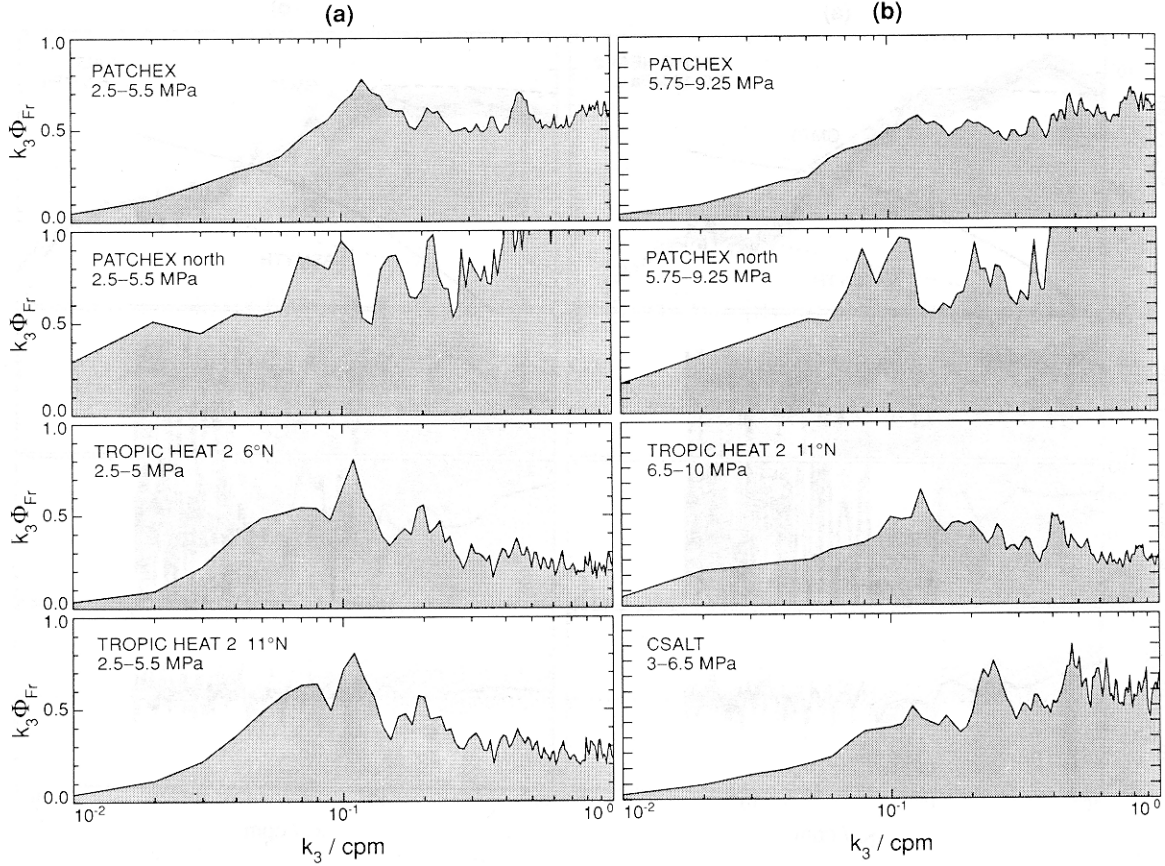 (a)
1.0
PATCHEX
2.5–5.5 MPa
k₃Φ_Fr
0.5
0.0
1.0
PATCHEX north
2.5–5.5 MPa
k₃Φ_Fr
0.5
0.0
1.0
TROPIC HEAT 2 6°N
2.5–5 MPa
k₃Φ_Fr
0.5
0.0
1.0
TROPIC HEAT 2 11°N
2.5–5.5 MPa
k₃Φ_Fr
0.5
0.0
10⁻²
10⁻¹
10⁰
k₃ / cpm
(b)
PATCHEX
5.75–9.25 MPa
PATCHEX north
5.75–9.25 MPa
TROPIC HEAT 2 11°N
6.5–10 MPa
CSALT
3–6.5 MPa
10⁻²
10⁻¹
10⁰
k₃ / cpm